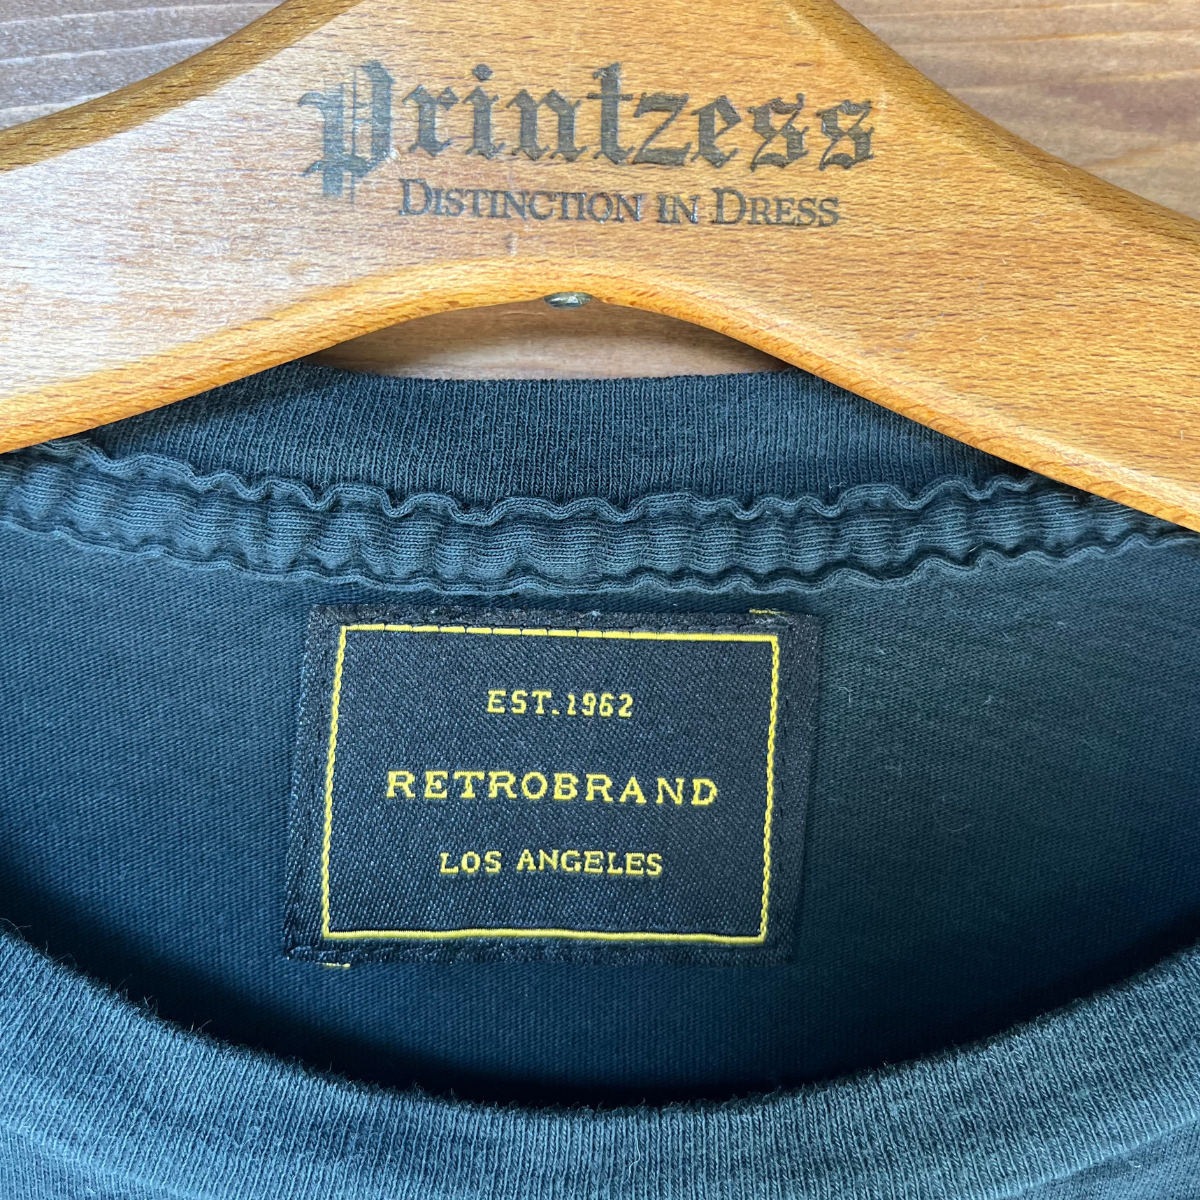 Printzess
DISTINCTION IN DRESS
EST.1962
RETROBRAND
LOS ANGELES